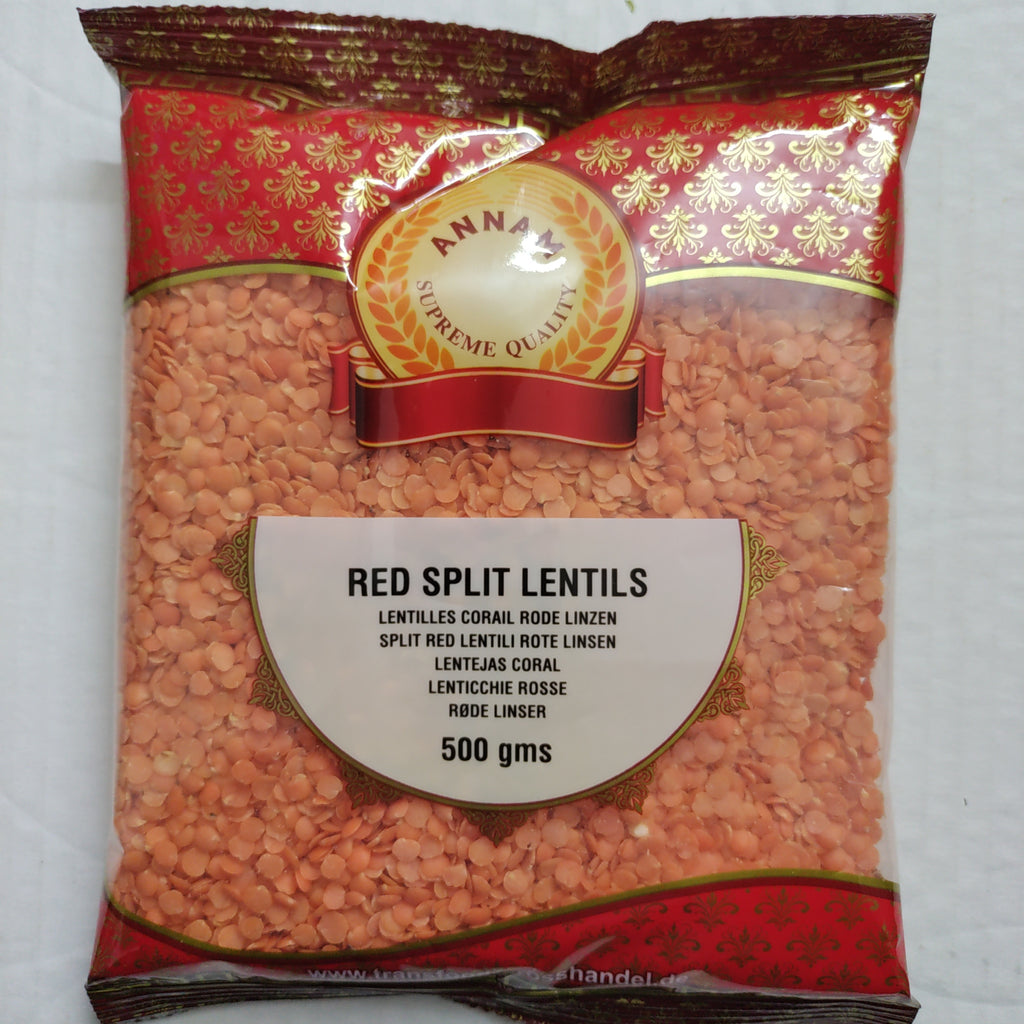 ANNAM
SUPREME QUALITY
RED SPLIT LENTILS
LENTILLES CORAIL RODE LINZEN
SPLIT RED LENTILI ROTE LINSEN
LENTEJAS CORAL
LENTICCHIE ROSSE
RØDE LINSER
500 gms